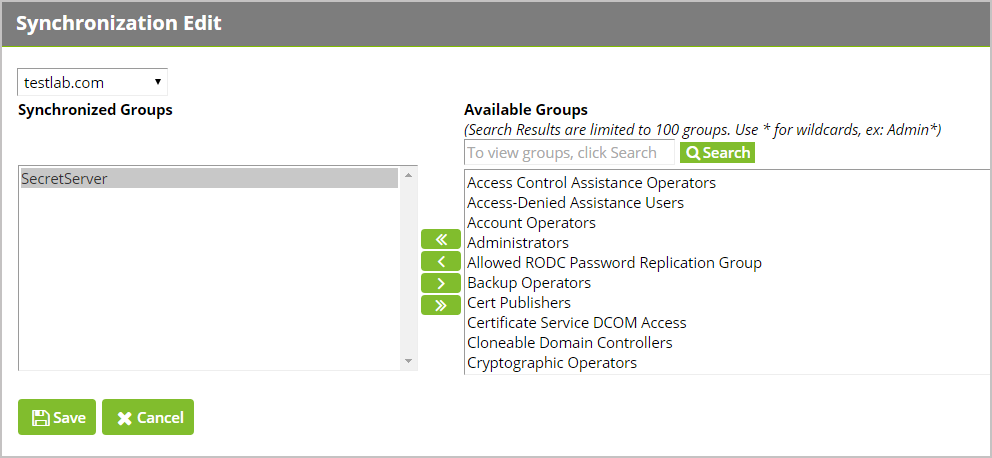 Synchronization Edit
testlab.com
Synchronized Groups
Available Groups
(Search Results are limited to 100 groups. Use * for wildcards, ex: Admin*)
To view groups, click Search
Search
SecretServer
Access Control Assistance Operators
Access-Denied Assistance Users
Account Operators
Administrators
Allowed RODC Password Replication Group
Backup Operators
Cert Publishers
Certificate Service DCOM Access
Cloneable Domain Controllers
Cryptographic Operators
Save
Cancel